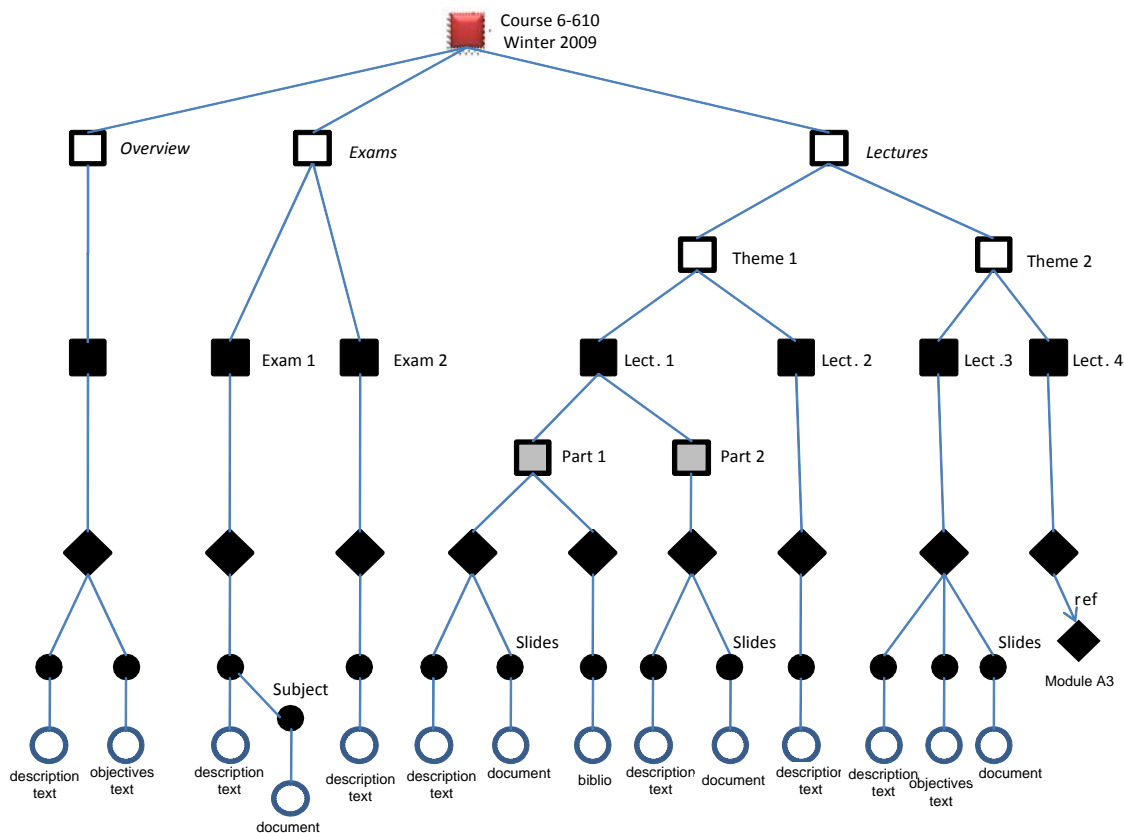 Course 6-610
Winter 2009
Overview
Exams
Lectures
Theme 1
Theme 2
Exam 1
Exam 2
Lect. 1
Lect. 2
Lect .3
Lect. 4
Part 1
Part 2
ref
Slides
Slides
Slides
Module A3
Subject
description
text
objectives
text
description
text
document
description
text
description
text
document
biblio
description
text
document
description
text
description
text
objectives
text
document